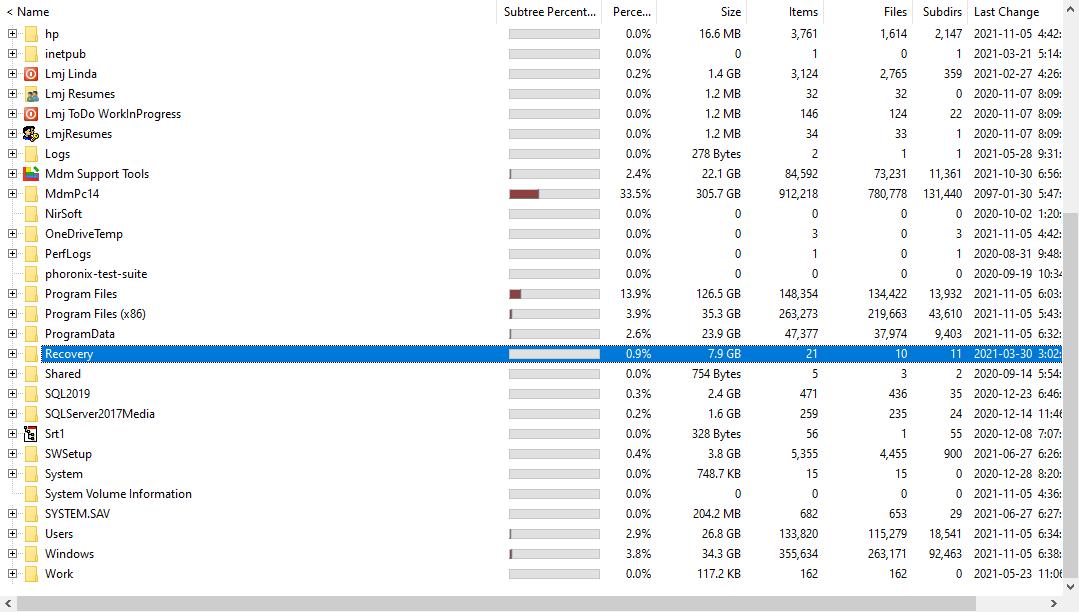 < Name Subtree Percent... Perce... Size Items Files Subdirs Last Change
hp 0.0% 16.6 MB 3,761 1,614 2,147 2021-11-05 4:42:
inetpub 0.0% 0 1 0 1 2021-03-21 5:14:
Lmj Linda 0.2% 1.4 GB 3,124 2,765 359 2021-02-27 4:26:
Lmj Resumes 0.0% 1.2 MB 32 32 0 2020-11-07 8:09:
Lmj ToDo WorkInProgress 0.0% 1.2 MB 146 124 22 2020-11-07 8:09:
LmjResumes 0.0% 1.2 MB 34 33 1 2020-11-07 8:09:
Logs 0.0% 278 Bytes 2 1 1 2021-05-28 9:31:
Mdm Support Tools 2.4% 22.1 GB 84,592 73,231 11,361 2021-10-30 6:56:
MdmPc14 33.5% 305.7 GB 912,218 780,778 131,440 2097-01-30 5:47:
NirSoft 0.0% 0 0 0 0 2020-10-02 1:20:
OneDriveTemp 0.0% 0 3 0 3 2021-11-05 4:42:
PerfLogs 0.0% 0 1 0 1 2020-08-31 9:48:
phoronix-test-suite 0.0% 0 0 0 0 2020-09-19 10:34
Program Files 13.9% 126.5 GB 148,354 134,422 13,932 2021-11-05 6:03:
Program Files (x86) 3.9% 35.3 GB 263,273 219,663 43,610 2021-11-05 5:43:
ProgramData 2.6% 23.9 GB 47,377 37,974 9,403 2021-11-05 6:32:
Recovery 0.9% 7.9 GB 21 10 11 2021-03-30 3:02:
Shared 0.0% 754 Bytes 5 3 2 2020-09-14 5:54:
SQL2019 0.3% 2.4 GB 471 436 35 2020-12-23 6:46:
SQLServer2017Media 0.2% 1.6 GB 259 235 24 2020-12-14 11:46
Srt1 0.0% 328 Bytes 56 1 55 2020-12-08 7:07:
SWSetup 0.4% 3.8 GB 5,355 4,455 900 2021-06-27 6:26:
System 0.0% 748.7 KB 15 15 0 2020-12-28 8:20:
System Volume Information 0.0% 0 0 0 0 2021-11-05 4:36:
SYSTEM.SAV 0.0% 204.2 MB 682 653 29 2021-06-27 6:27:
Users 2.9% 26.8 GB 133,820 115,279 18,541 2021-11-05 6:34:
Windows 3.8% 34.3 GB 355,634 263,171 92,463 2021-11-05 6:38:
Work 0.0% 117.2 KB 162 162 0 2021-05-23 11:06